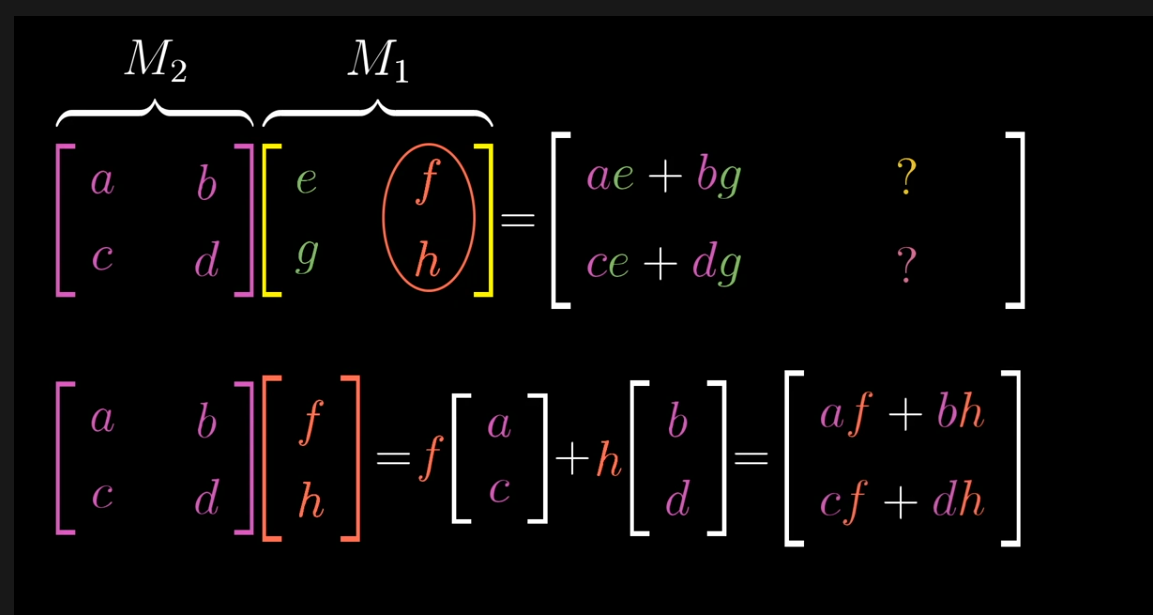 M₂ M₁
[a b; c d] [e f; g h] = [ae + bg ?; ce + dg ?]
[a b; c d] [f; h] = f [a; c] + h [b; d] = [af + bh; cf + dh]